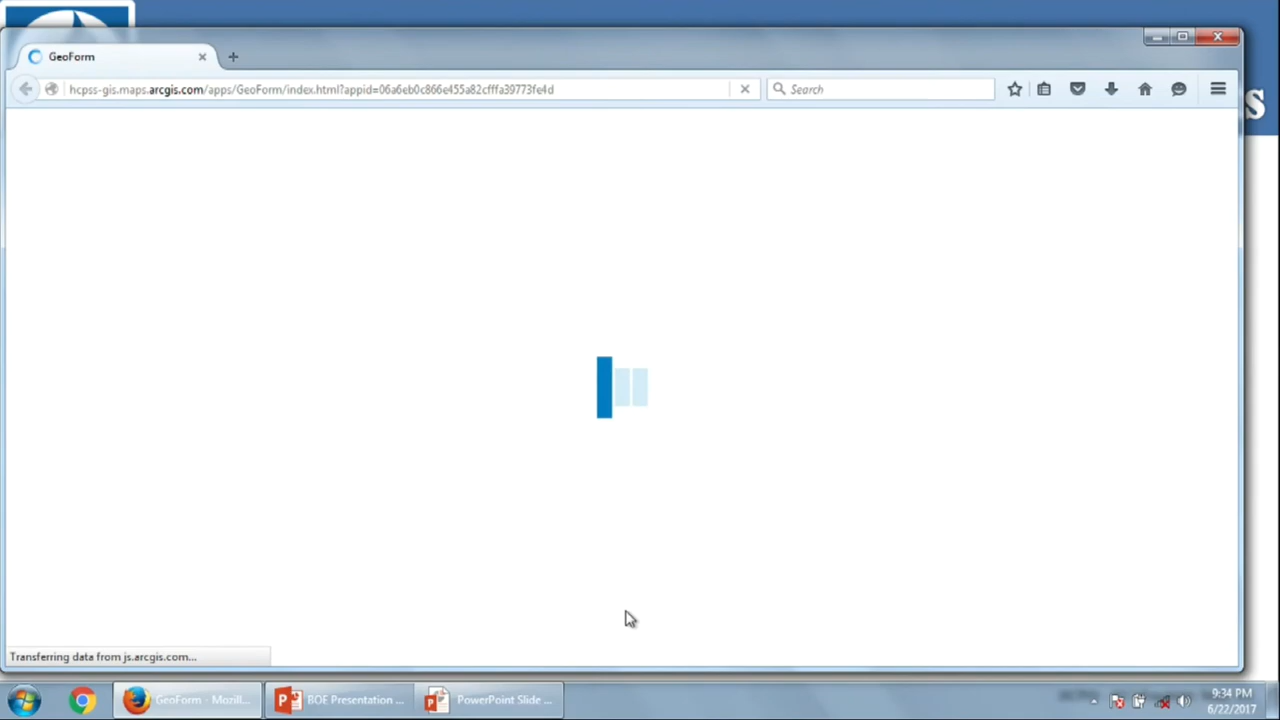 GeoForm
hcpss-gis.maps.arcgis.com/apps/GeoForm/index.html?appid=06a6eb0c866e455a82cfffa39773fe4d
Search
S
Transferring data from js.arcgis.com...
GeoForm - Mozill...
BOE Presentation ...
PowerPoint Slide ...
9:34 PM
6/22/2017